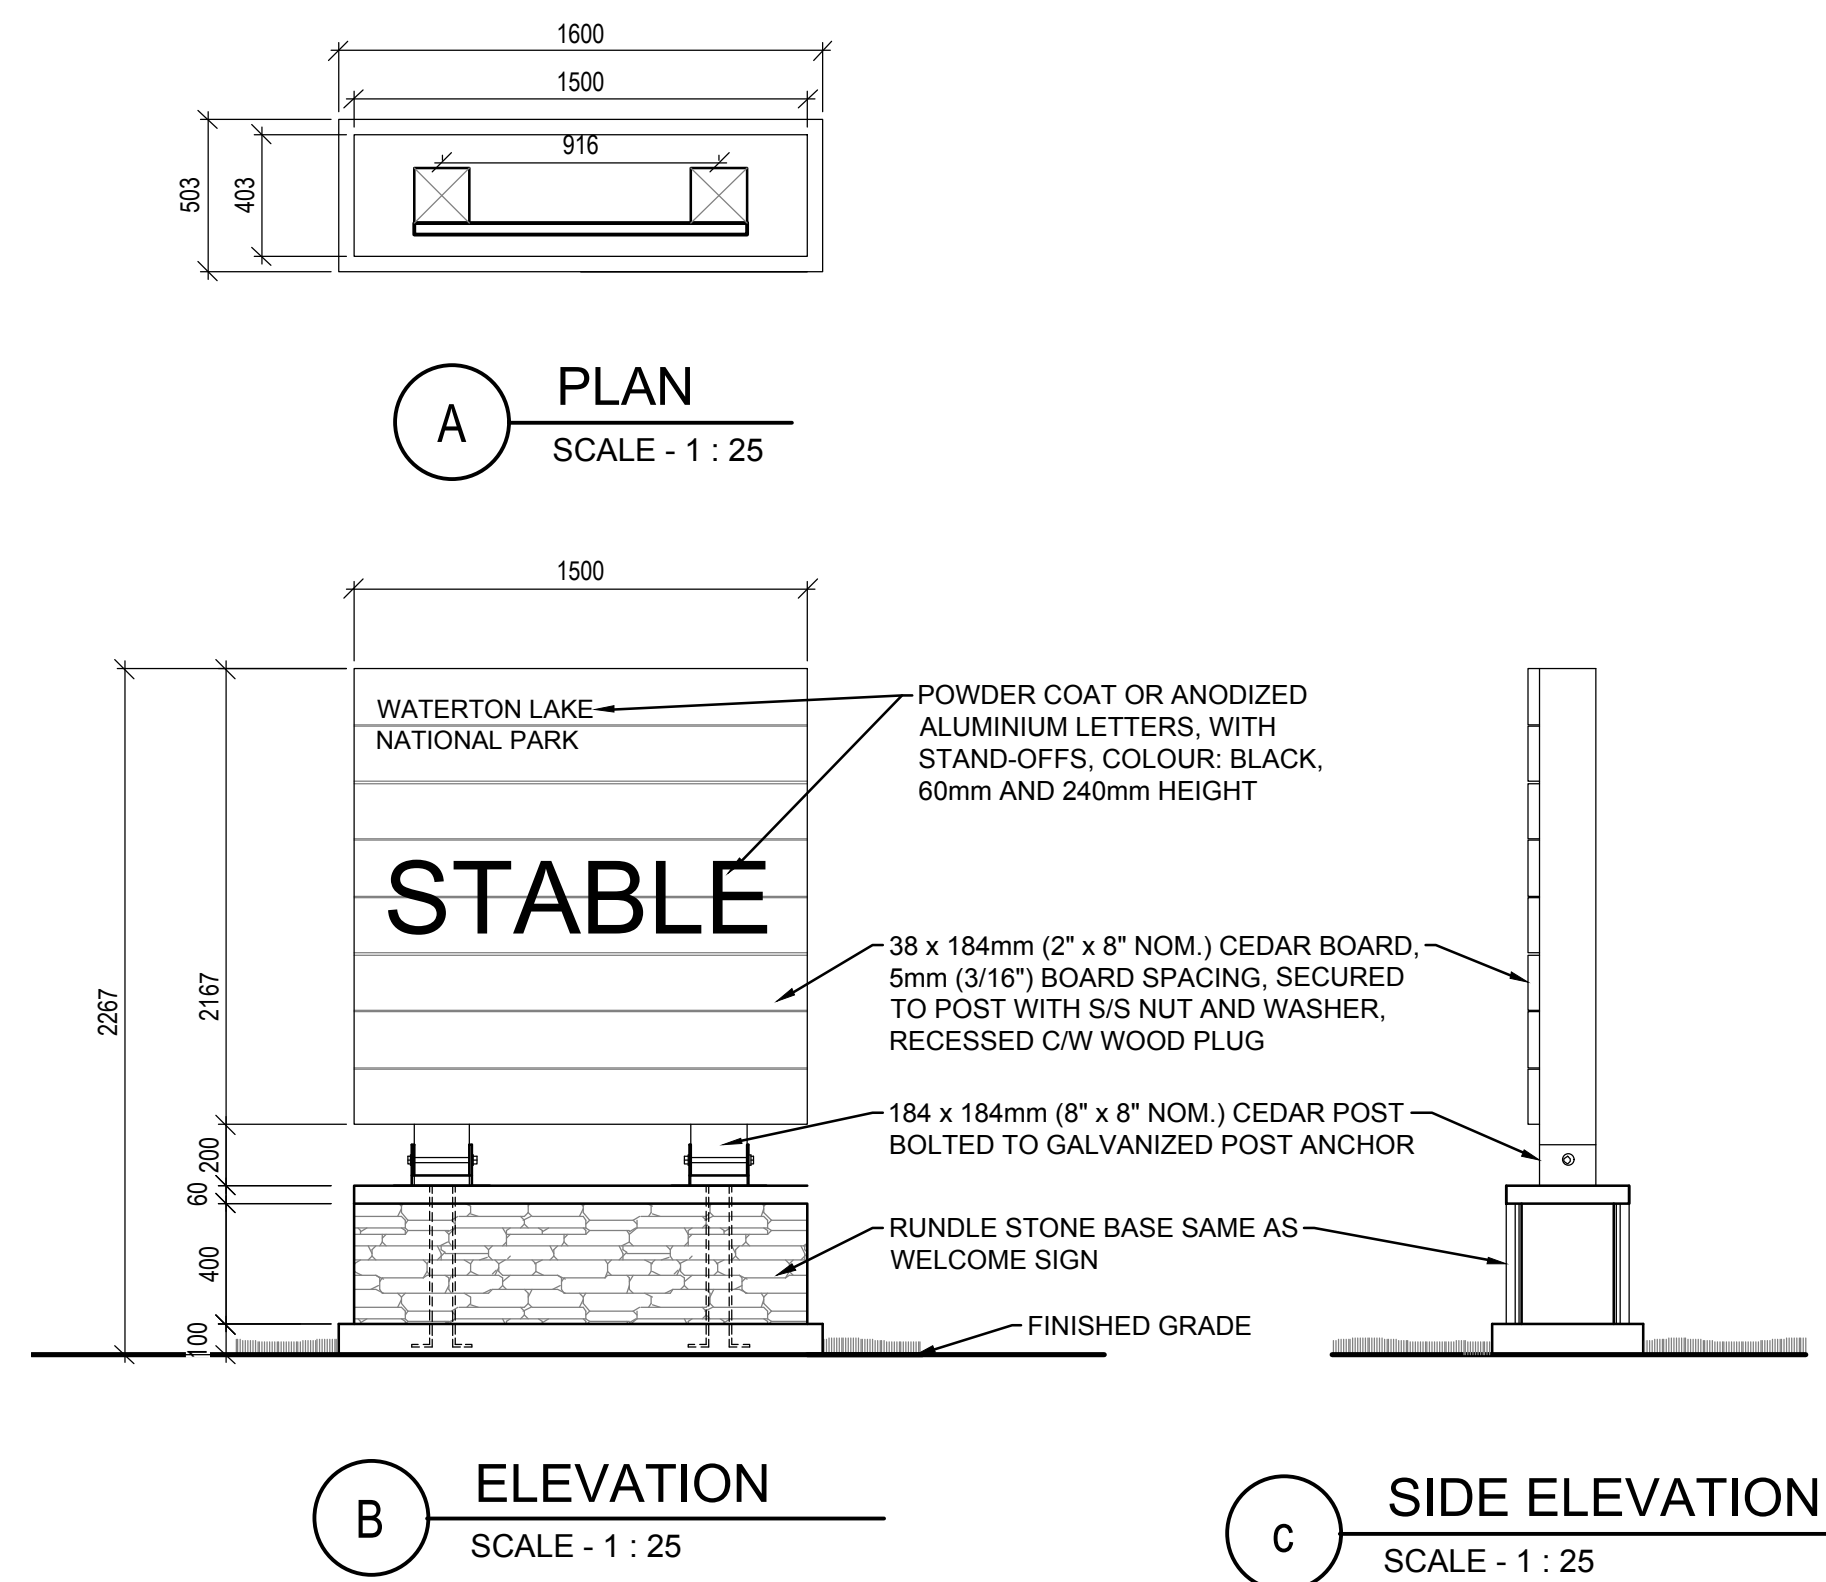 1600
1500
916
503
403
A
PLAN
SCALE - 1 : 25
1500
2267
2167
200
60
400
100
WATERTON LAKE
NATIONAL PARK
STABLE
POWDER COAT OR ANODIZED
ALUMINIUM LETTERS, WITH
STAND-OFFS, COLOUR: BLACK,
60mm AND 240mm HEIGHT
38 x 184mm (2" x 8" NOM.) CEDAR BOARD,
5mm (3/16") BOARD SPACING, SECURED
TO POST WITH S/S NUT AND WASHER,
RECESSED C/W WOOD PLUG
184 x 184mm (8" x 8" NOM.) CEDAR POST
BOLTED TO GALVANIZED POST ANCHOR
RUNDLE STONE BASE SAME AS
WELCOME SIGN
FINISHED GRADE
B
ELEVATION
SCALE - 1 : 25
c
SIDE ELEVATION
SCALE - 1 : 25